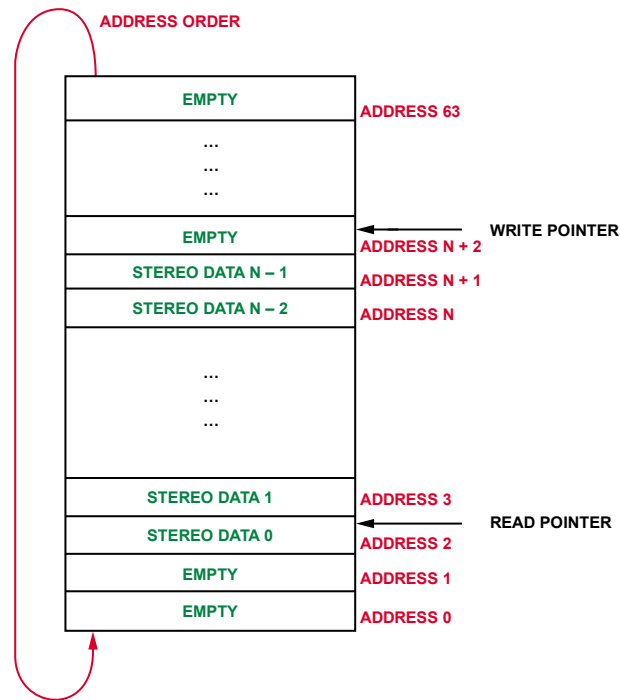 ADDRESS ORDER
EMPTY
ADDRESS 63
...
...
...
EMPTY
WRITE POINTER
ADDRESS N + 2
STEREO DATA N – 1
ADDRESS N + 1
STEREO DATA N – 2
ADDRESS N
...
...
...
STEREO DATA 1
ADDRESS 3
READ POINTER
STEREO DATA 0
ADDRESS 2
EMPTY
ADDRESS 1
EMPTY
ADDRESS 0